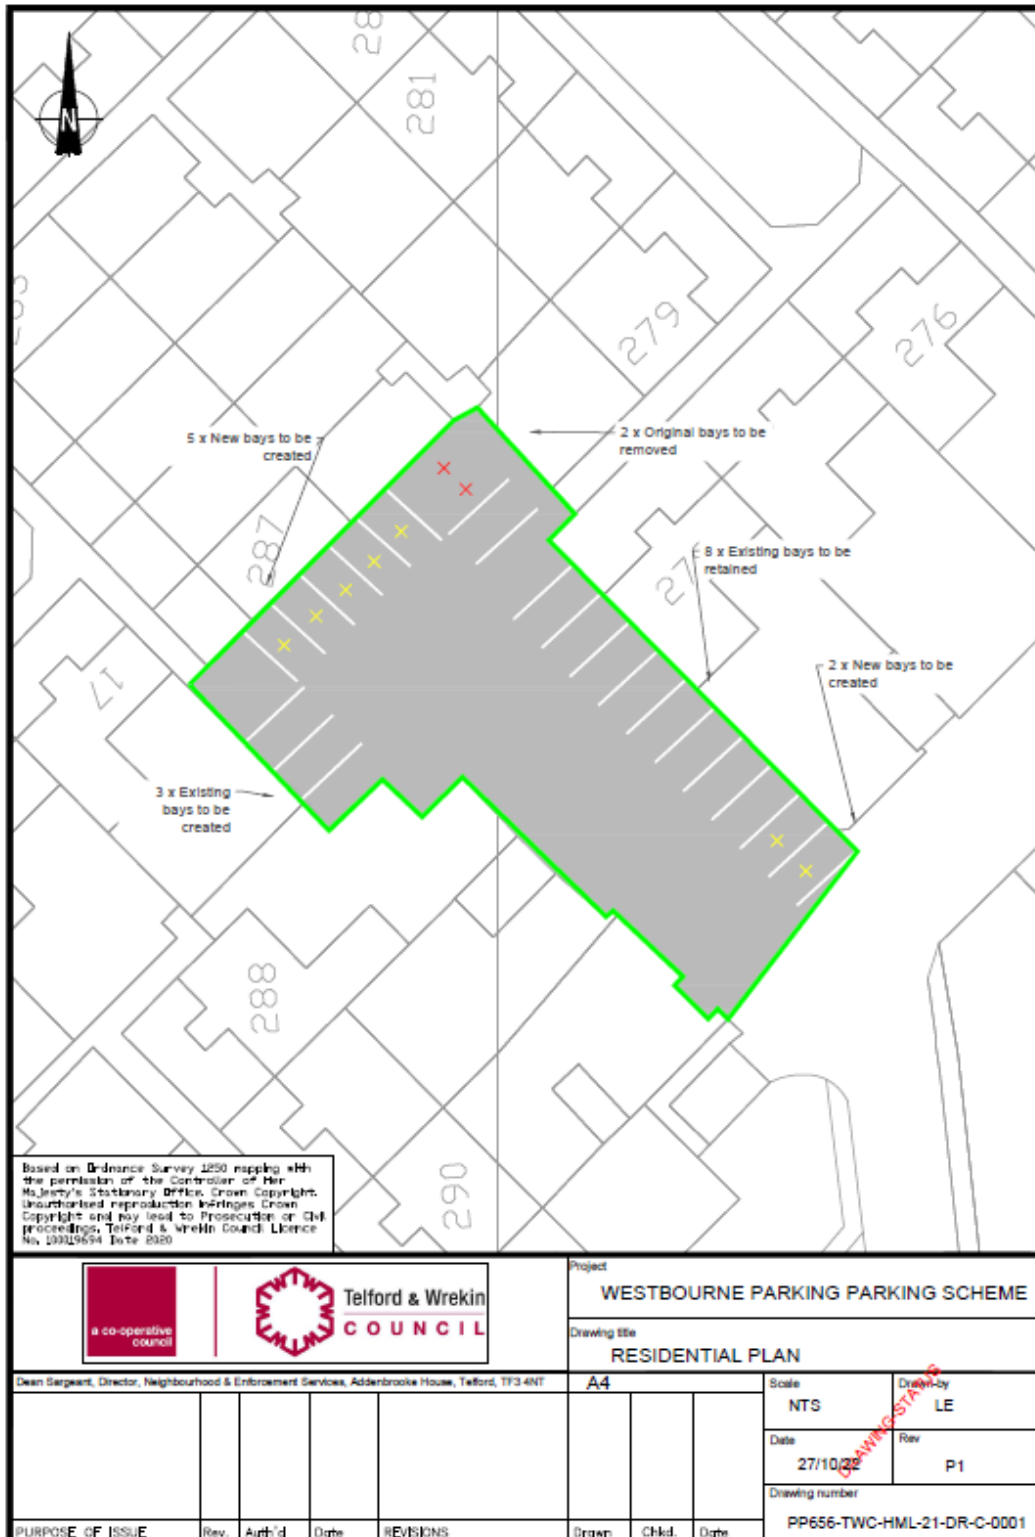 28
281
N
279
276
5 x New bays to be
created
2 x Original bays to be
removed
287
8 x Existing bays to be
retained
27
2 x New bays to be
created
17
3 x Existing
bays to be
created
288
290
Based on Ordnance Survey 1250 mapping with
the permission of the Controller of Her
Majesty's Stationary Office. Crown Copyright.
Unauthorised reproduction infringes Crown
Copyright and may lead to Prosecution or Civil
proceedings. Telford & Wrekin Council Licence
No. 100019694 Date 2020
a co-operative
council
Telford & Wrekin
COUNCIL
Project
WESTBOURNE PARKING PARKING SCHEME
Drawing title
RESIDENTIAL PLAN
Dean Sargeant, Director, Neighbourhood & Enforcement Services, Addenbrooke House, Telford, TF3 4NT
A4
Scale
NTS
Drawn by
LE
DRAWING STATUS
Date
27/10/22
Rev
P1
Drawing number
PP656-TWC-HML-21-DR-C-0001
PURPOSE OF ISSUE
Rev.
Auth'd
Date
REVISIONS
Drawn
Chkd.
Date